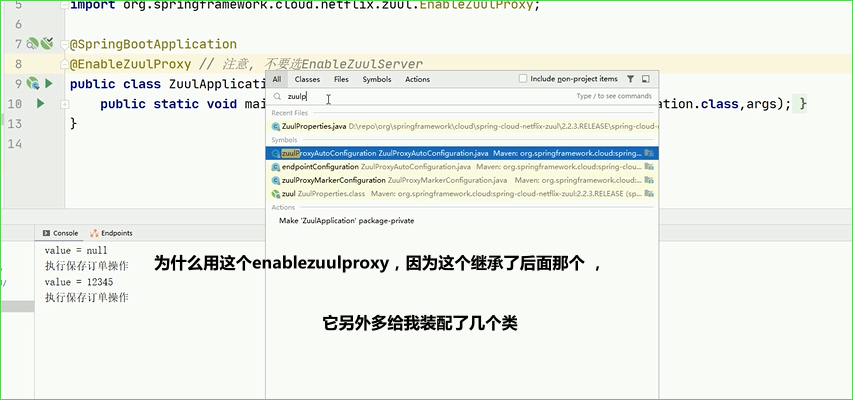 5 import org.springframework.cloud.netflix.zuul.EnableZuulProxy;
6
7 @SpringBootApplication
8 @EnableZuulProxy // 注意, 不要选EnableZuulServer
9 public class ZuulApplicati
10 public static void mai
ation.class,args); }
13 }
14
All Classes Files Symbols Actions Include non-project items
zuulp Type / to see commands
Recent Files
ZuulProperties.java D:\repo\org\springframework\cloud\spring-cloud-netflix-zuul\2.2.3.RELEASE\spring-cloud-
Symbols
zuulProxyAutoConfiguration ZuulProxyAutoConfiguration.java Maven: org.springframework.cloud:spring...
endpointConfiguration ZuulProxyAutoConfiguration.java Maven: org.springframework.cloud:...
zuulProxyMarkerConfiguration ZuulProxyMarkerConfiguration.java Maven: org.springframework.cloud:...
zuul ZuulProperties.class Maven: org.springframework.cloud:spring-cloud-netflix-zuul:2.2.3.RELEASE (sp...
Actions
Make 'ZuulApplication' package-private
Console Endpoints
value = null
执行保存订单操作
value = 12345
执行保存订单操作
为什么用这个enablezuulproxy，因为这个继承了后面那个 ，
它另外多给我装配了几个类